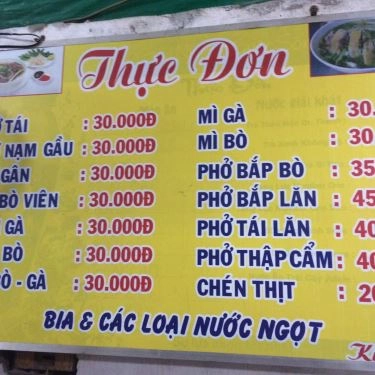 Thực Đơn
TÁI : 30.000Đ
NẠM GẦU : 30.000Đ
GÂN : 30.000Đ
BÒ VIÊN : 30.000Đ
GÀ : 30.000Đ
BÒ : 30.000Đ
- GÀ : 30.000Đ
MÌ GÀ : 30.
MÌ BÒ : 30
PHỞ BẮP BÒ : 35
PHỞ BẮP LĂN : 45
PHỞ TÁI LĂN : 40
PHỞ THẬP CẨM : 40
CHÉN THỊT : 20
BIA & CÁC LOẠI NƯỚC NGỌT